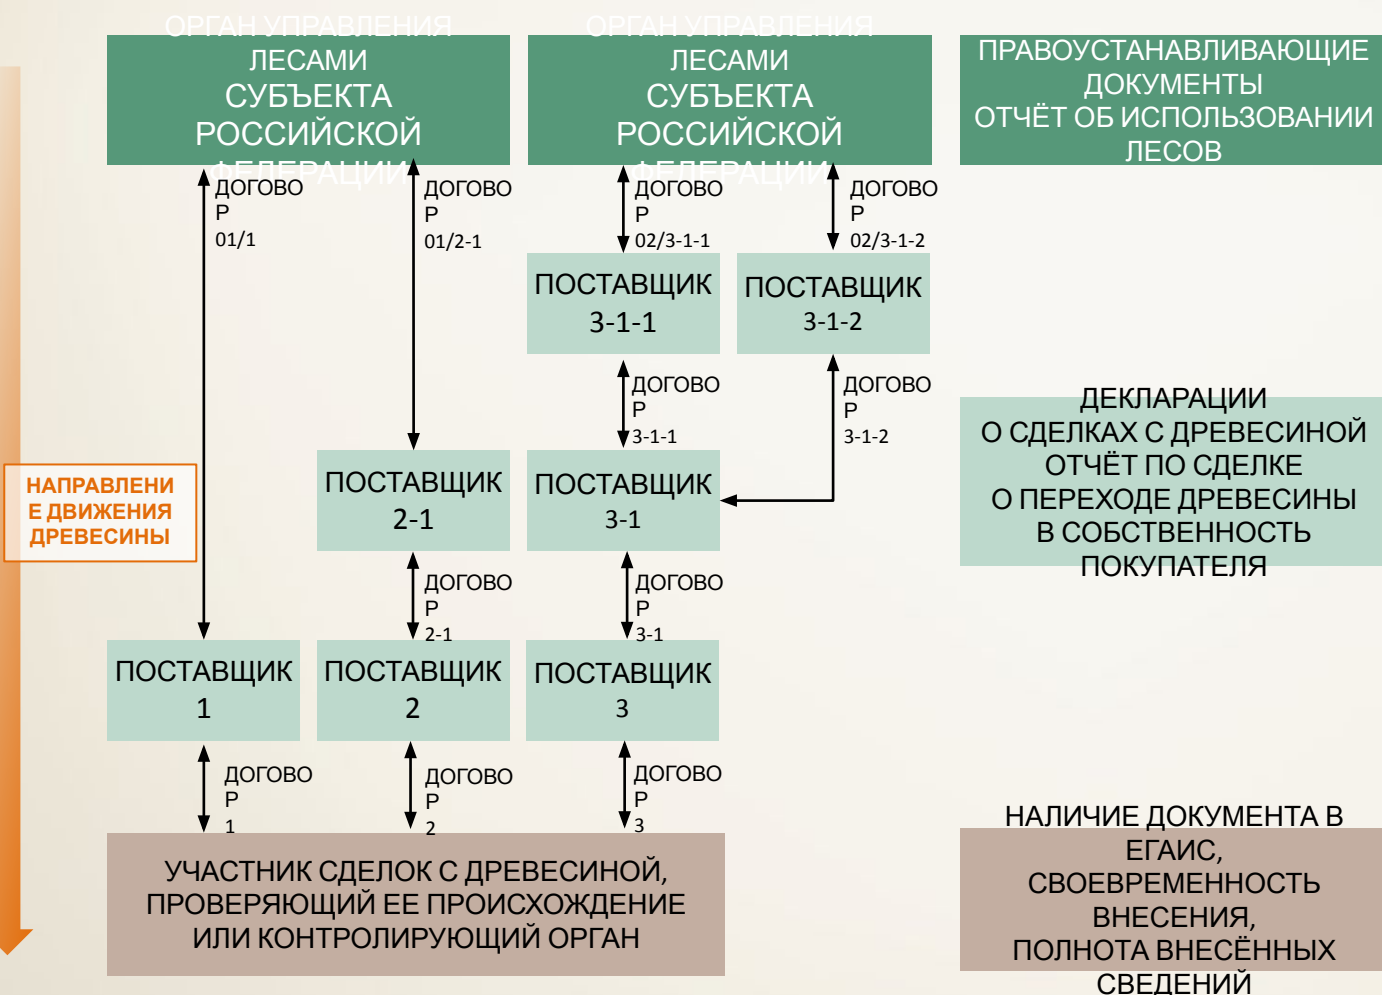 ОРГАН УПРАВЛЕНИЯ
ЛЕСАМИ
СУБЪЕКТА
РОССИЙСКОЙ
ФЕДЕРАЦИИ
ОРГАН УПРАВЛЕНИЯ
ЛЕСАМИ
СУБЪЕКТА
РОССИЙСКОЙ
ФЕДЕРАЦИИ
ПРАВОУСТАНАВЛИВАЮЩИЕ
ДОКУМЕНТЫ
ОТЧЁТ ОБ ИСПОЛЬЗОВАНИИ
ЛЕСОВ
ДОГОВО
Р
01/1
ДОГОВО
Р
01/2-1
ДОГОВО
Р
02/3-1-1
ДОГОВО
Р
02/3-1-2
ПОСТАВЩИК
3-1-1
ПОСТАВЩИК
3-1-2
ДОГОВО
Р
3-1-1
ДОГОВО
Р
3-1-2
ДЕКЛАРАЦИИ
О СДЕЛКАХ С ДРЕВЕСИНОЙ
ОТЧЁТ ПО СДЕЛКЕ
О ПЕРЕХОДЕ ДРЕВЕСИНЫ
В СОБСТВЕННОСТЬ
ПОКУПАТЕЛЯ
НАПРАВЛЕНИ
Е ДВИЖЕНИЯ
ДРЕВЕСИНЫ
ПОСТАВЩИК
2-1
ПОСТАВЩИК
3-1
ДОГОВО
Р
2-1
ДОГОВО
Р
3-1
ПОСТАВЩИК
1
ПОСТАВЩИК
2
ПОСТАВЩИК
3
ДОГОВО
Р
1
ДОГОВО
Р
2
ДОГОВО
Р
3
УЧАСТНИК СДЕЛОК С ДРЕВЕСИНОЙ,
ПРОВЕРЯЮЩИЙ ЕЕ ПРОИСХОЖДЕНИЕ
ИЛИ КОНТРОЛИРУЮЩИЙ ОРГАН
НАЛИЧИЕ ДОКУМЕНТА В
ЕГАИС,
СВОЕВРЕМЕННОСТЬ
ВНЕСЕНИЯ,
ПОЛНОТА ВНЕСЁННЫХ
СВЕДЕНИЙ